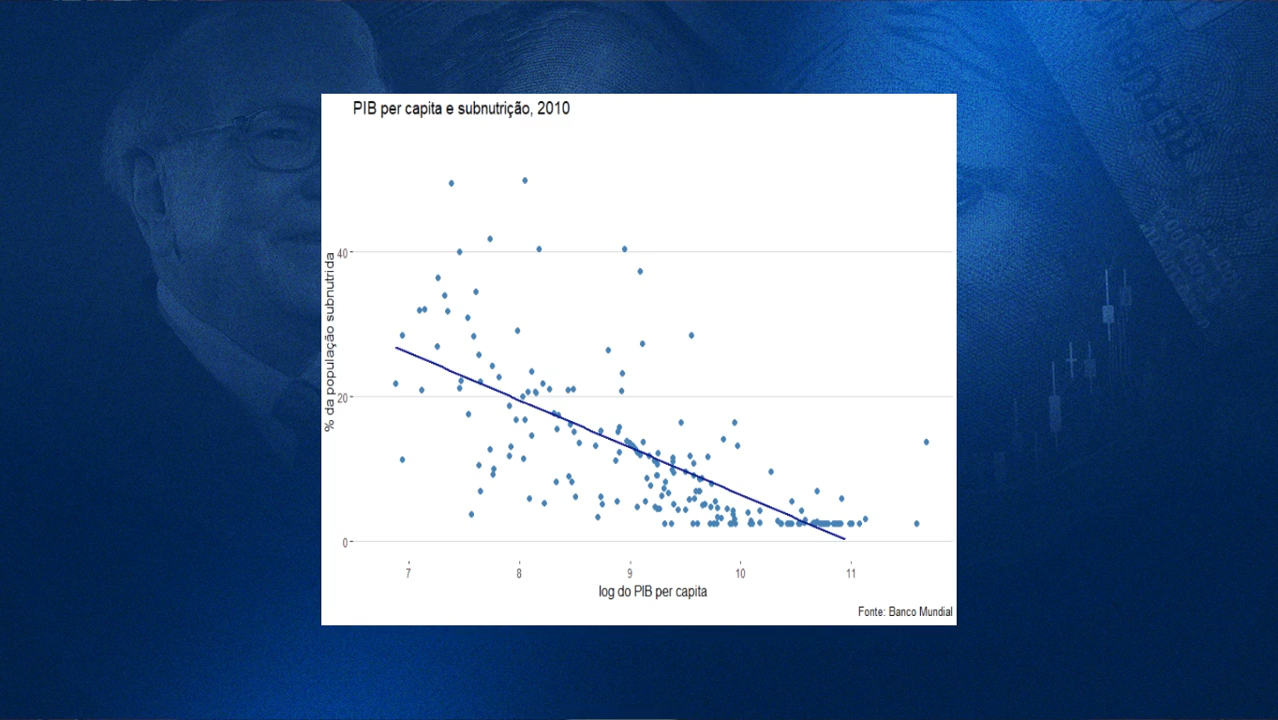 PIB per capita e subnutrição, 2010
% da população subnutrida
40
20
0
7 8 9 10 11
log do PIB per capita
Fonte: Banco Mundial